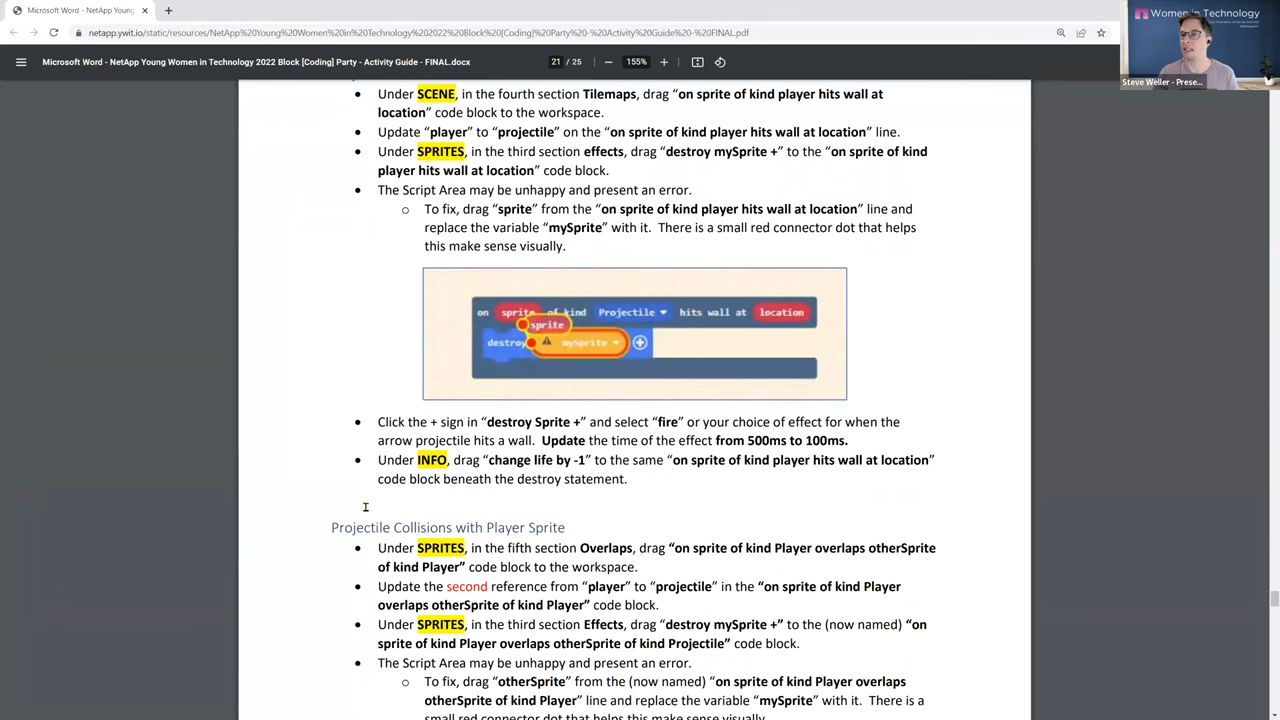 Microsoft Word - NetApp Youn
netapp.ywit.io/static/resources/NetApp%20Young%20Women%20in%20Technology%202022%20Block%20[Coding]%20Party%20-%20Activity%20Guide%20-%20FINAL.pdf
Women in Technology
Microsoft Word - NetApp Young Women in Technology 2022 Block [Coding] Party - Activity Guide - FINAL.docx
21 / 25
155%
Steve Weller - Prese...
• Under SCENE, in the fourth section Tilemaps, drag “on sprite of kind player hits wall at
location” code block to the workspace.
• Update “player” to “projectile” on the “on sprite of kind player hits wall at location” line.
• Under SPRITES, in the third section effects, drag “destroy mySprite +” to the “on sprite of kind
player hits wall at location” code block.
• The Script Area may be unhappy and present an error.
o To fix, drag “sprite” from the “on sprite of kind player hits wall at location” line and
replace the variable “mySprite” with it. There is a small red connector dot that helps
this make sense visually.
on sprite of kind Projectile hits wall at location
sprite
destroy mySprite
• Click the + sign in “destroy Sprite +” and select “fire” or your choice of effect for when the
arrow projectile hits a wall. Update the time of the effect from 500ms to 100ms.
• Under INFO, drag “change life by -1” to the same “on sprite of kind player hits wall at location”
code block beneath the destroy statement.
Projectile Collisions with Player Sprite
• Under SPRITES, in the fifth section Overlaps, drag “on sprite of kind Player overlaps otherSprite
of kind Player” code block to the workspace.
• Update the second reference from “player” to “projectile” in the “on sprite of kind Player
overlaps otherSprite of kind Player” code block.
• Under SPRITES, in the third section Effects, drag “destroy mySprite +” to the (now named) “on
sprite of kind Player overlaps otherSprite of kind Projectile” code block.
• The Script Area may be unhappy and present an error.
o To fix, drag “otherSprite” from the (now named) “on sprite of kind Player overlaps
otherSprite of kind Player” line and replace the variable “mySprite” with it. There is a
small red connector dot that helps this make sense visually.